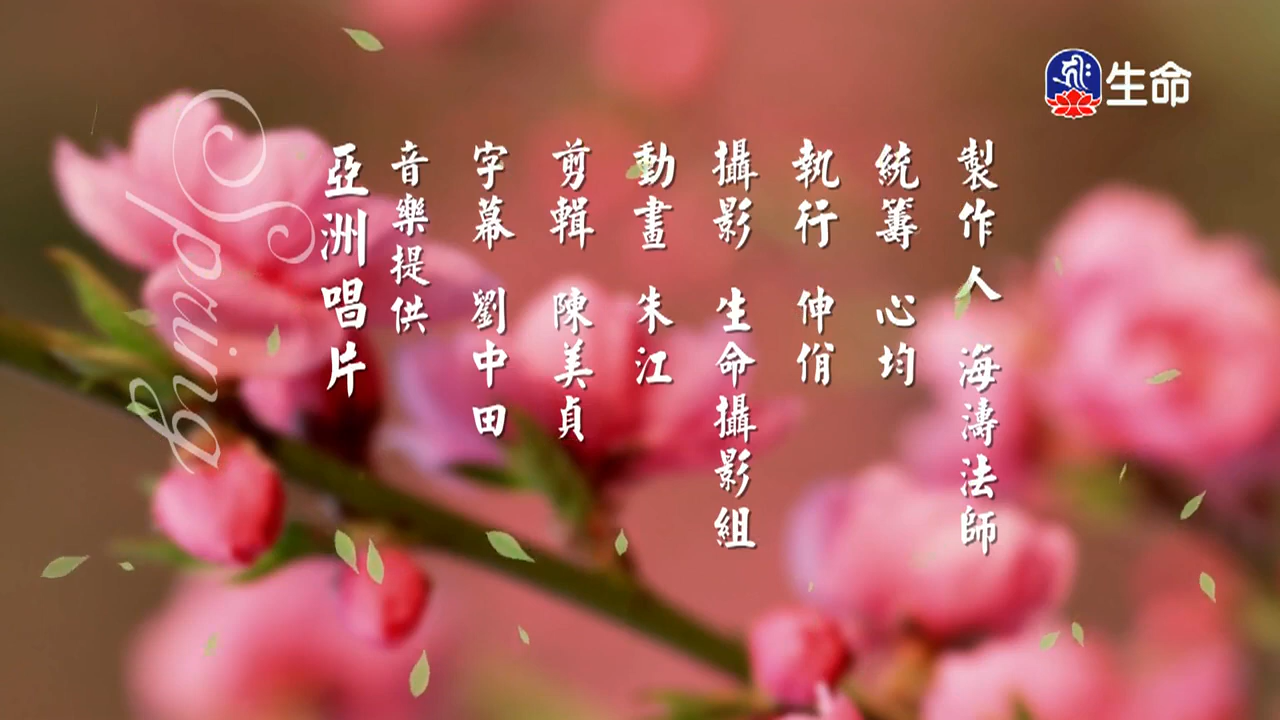 生命
製作人 海濤法師
統籌 心均
執行 伸俏
攝影 生命攝影組
動畫 朱江
剪輯 陳美貞
字幕 劉中田
音樂提供
亞洲唱片
Spring